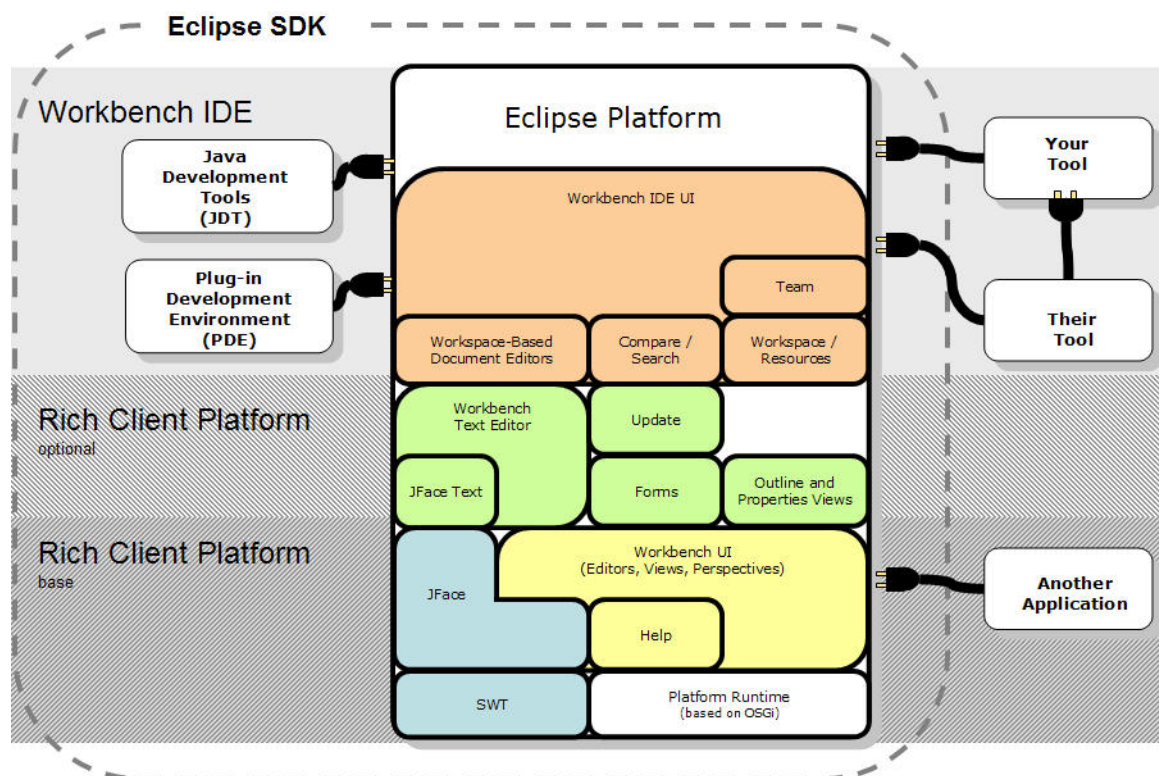 Eclipse SDK
Workbench IDE
Eclipse Platform
Java
Development
Tools
(JDT)
Your
Tool
Workbench IDE UI
Plug-in
Development
Environment
(PDE)
Team
Their
Tool
Workspace-Based
Document Editors
Compare /
Search
Workspace /
Resources
Rich Client Platform
optional
Workbench
Text Editor
Update
JFace Text
Forms
Outline and
Properties Views
Rich Client Platform
base
Workbench UI
(Editors, Views, Perspectives)
JFace
Another
Application
Help
SWT
Platform Runtime
(based on OSGi)